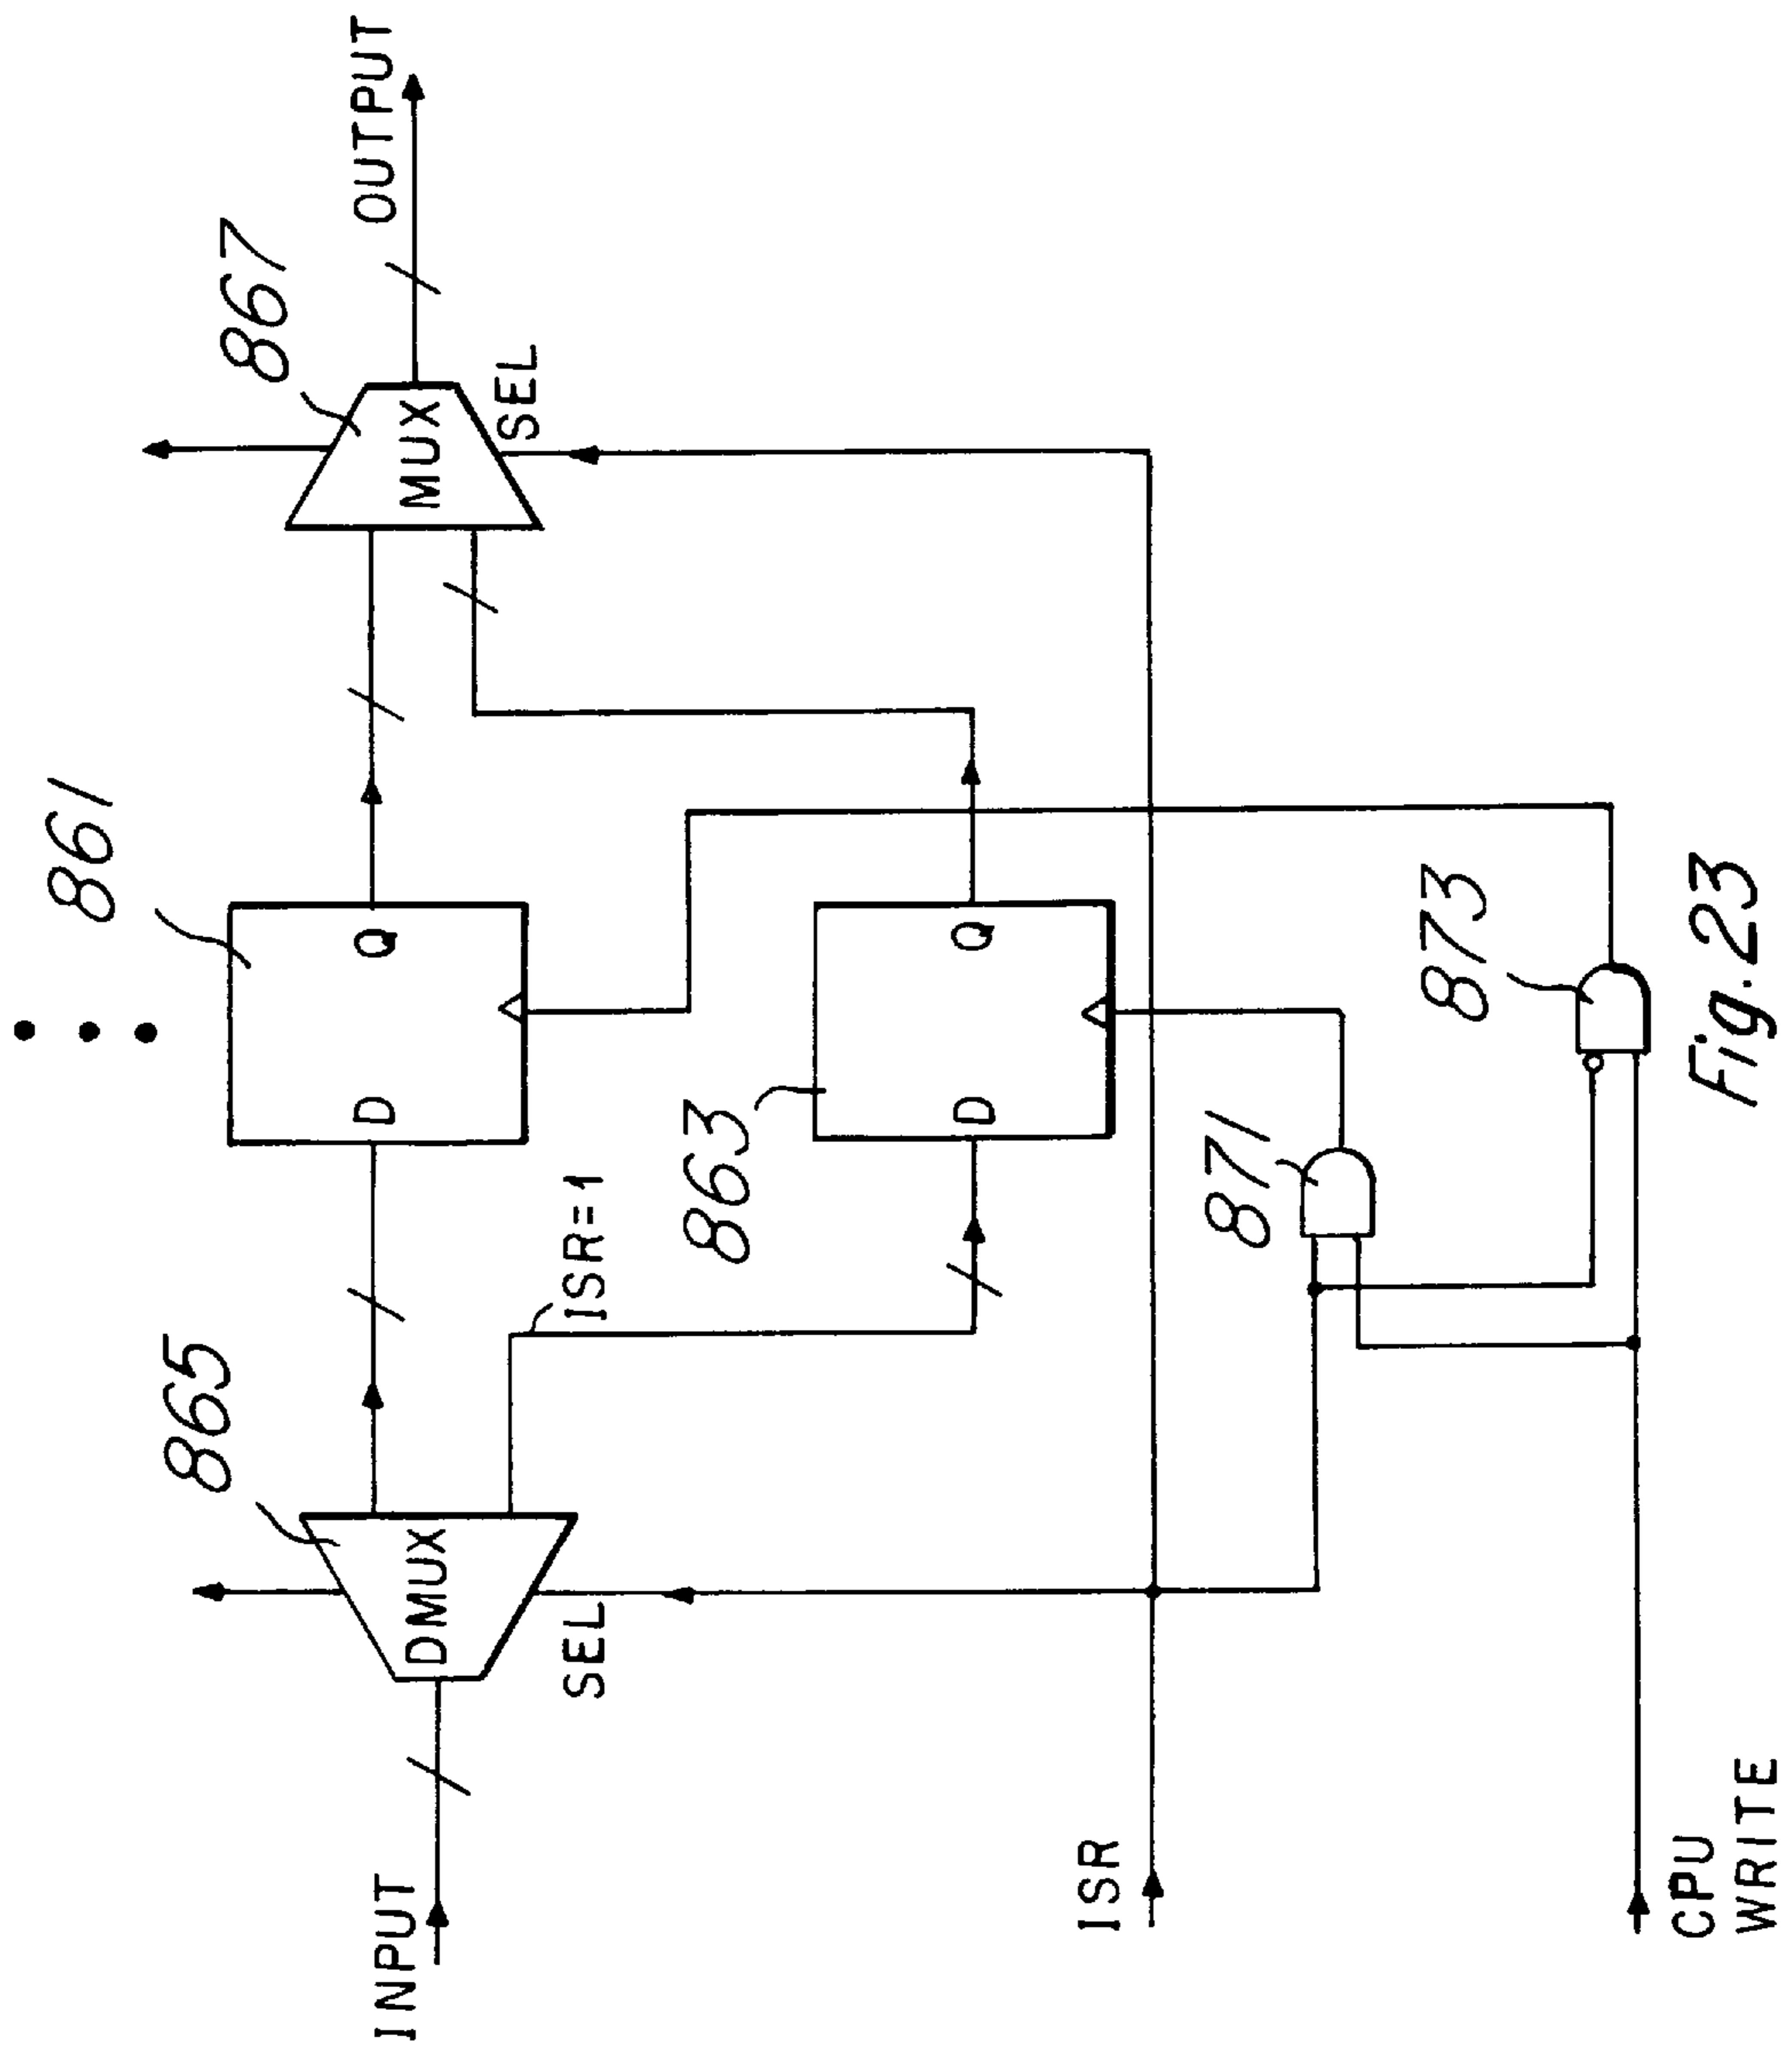 861
867
OUTPUT
865
D
Q
MUX
SEL
DMUX
INPUT
SEL
ISR=1
863
D
Q
ISR
871
873
CPU
WRITE
Fig. 23